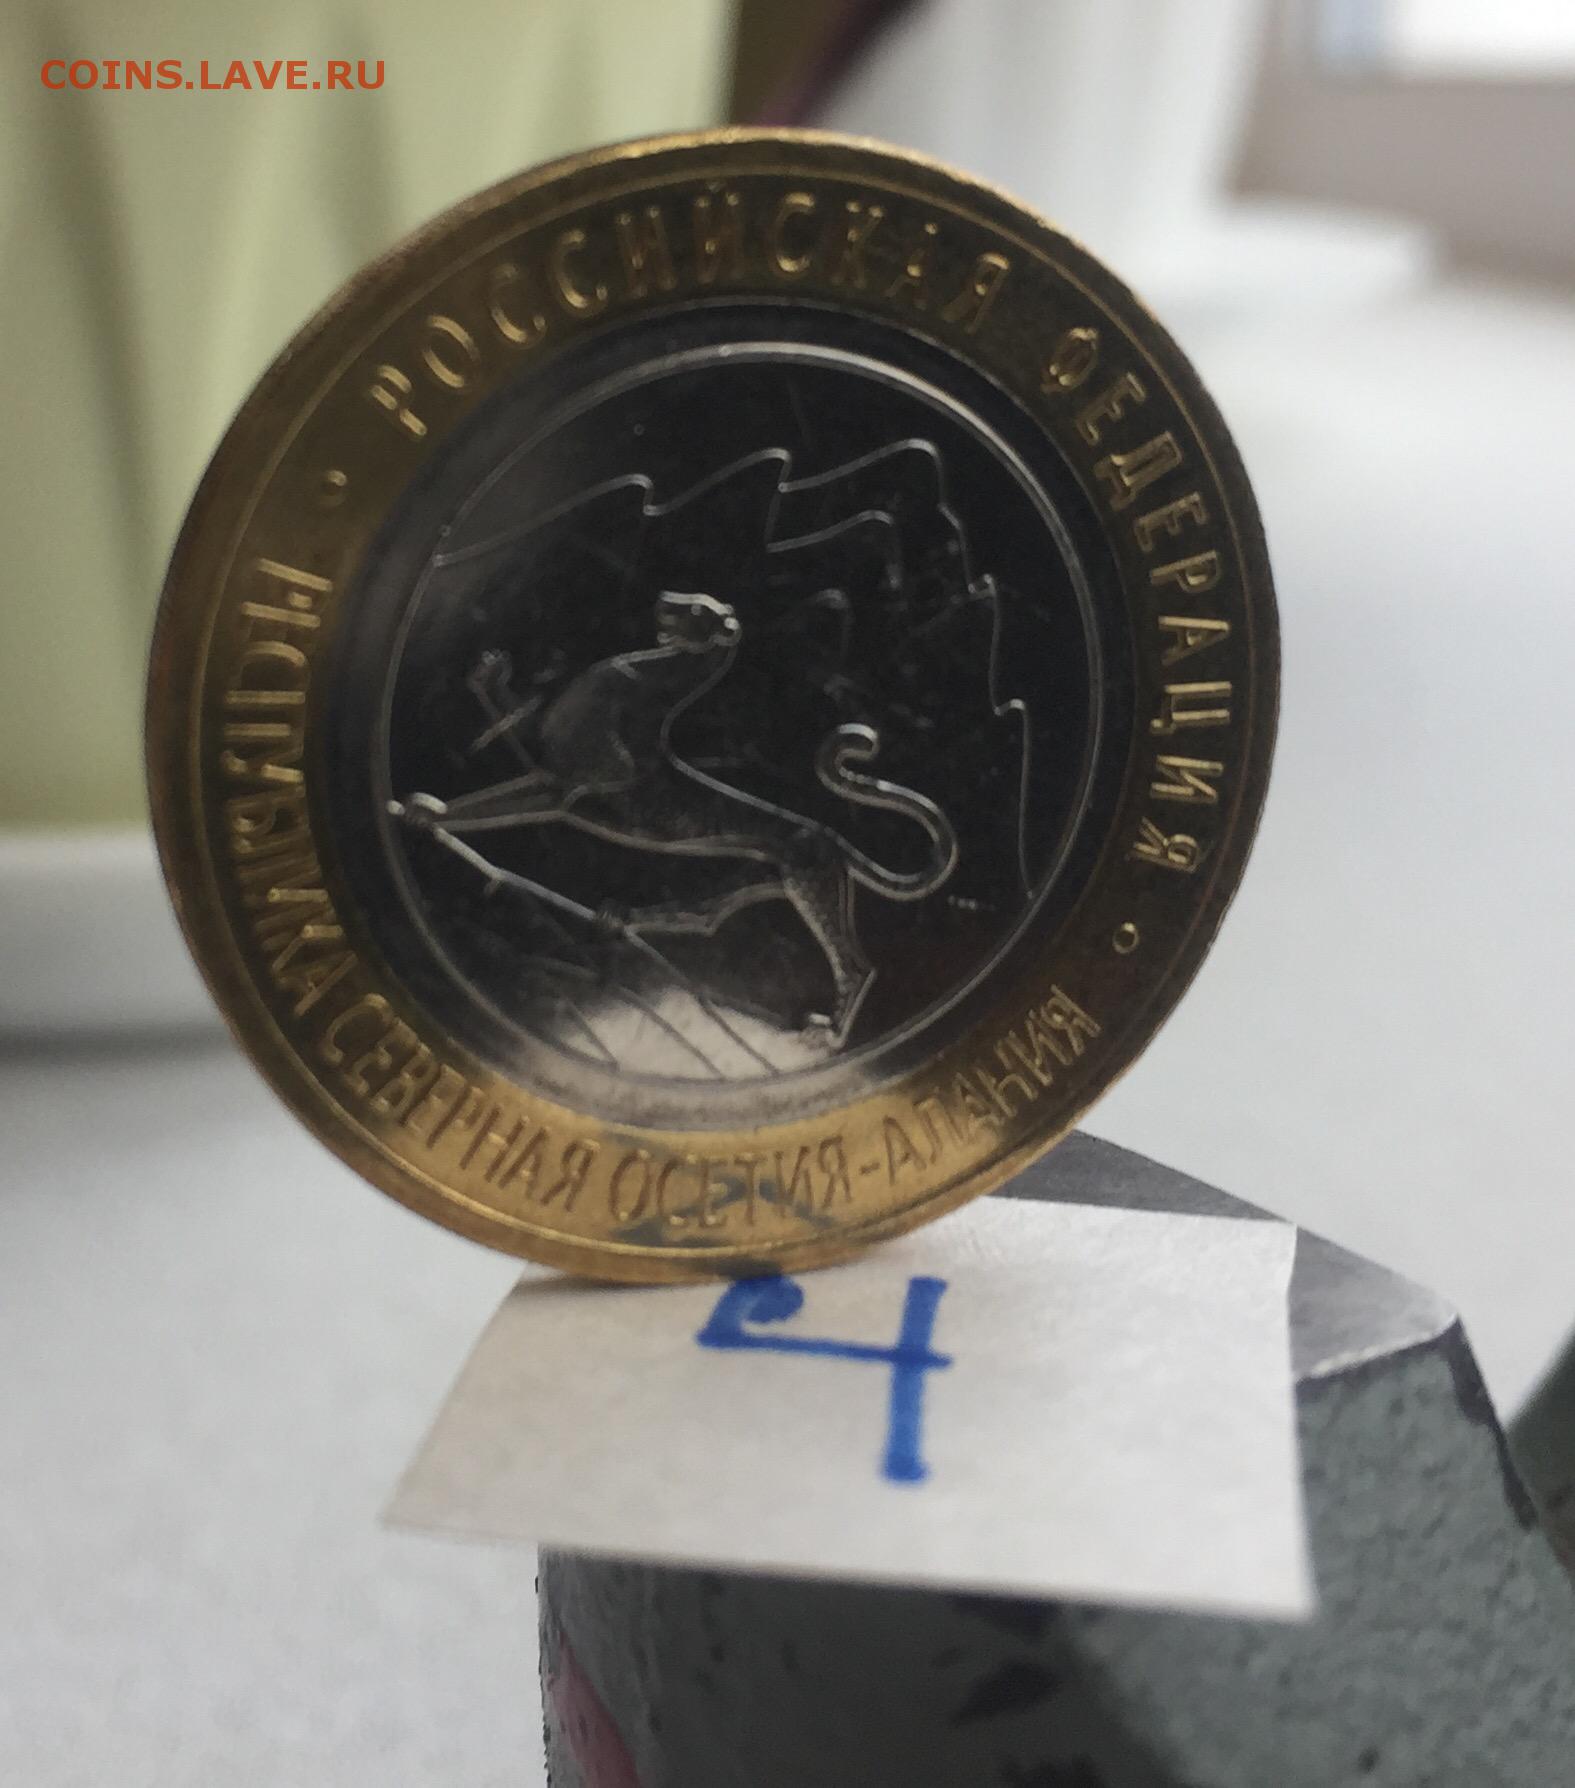 COINS.LAVE.RU
РОССИЙСКАЯ ФЕДЕРАЦИЯ
РЕСПУБЛИКА СЕВЕРНАЯ ОСЕТИЯ-АЛАНИЯ
4